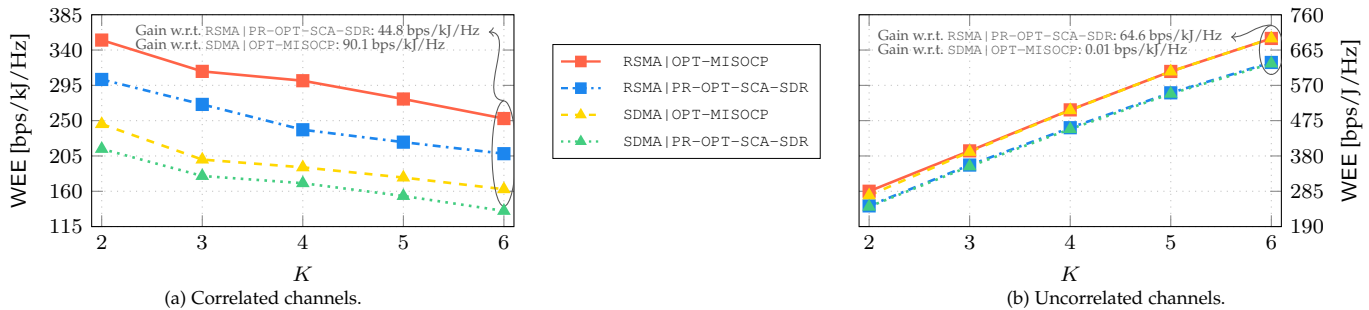 385
340
295
250
205
160
115
WEE [bps/kJ/Hz]
Gain w.r.t. RSMA|PR-OPT-SCA-SDR: 44.8 bps/kJ/Hz
Gain w.r.t. SDMA|OPT-MISOCP: 90.1 bps/kJ/Hz
2 3 4 5 6
K
(a) Correlated channels.
RSMA|OPT-MISOCP
RSMA|PR-OPT-SCA-SDR
SDMA|OPT-MISOCP
SDMA|PR-OPT-SCA-SDR
Gain w.r.t. RSMA|PR-OPT-SCA-SDR: 64.6 bps/kJ/Hz
Gain w.r.t. SDMA|OPT-MISOCP: 0.01 bps/kJ/Hz
760
665
570
475
380
285
190
WEE [bps/J/Hz]
2 3 4 5 6
K
(b) Uncorrelated channels.